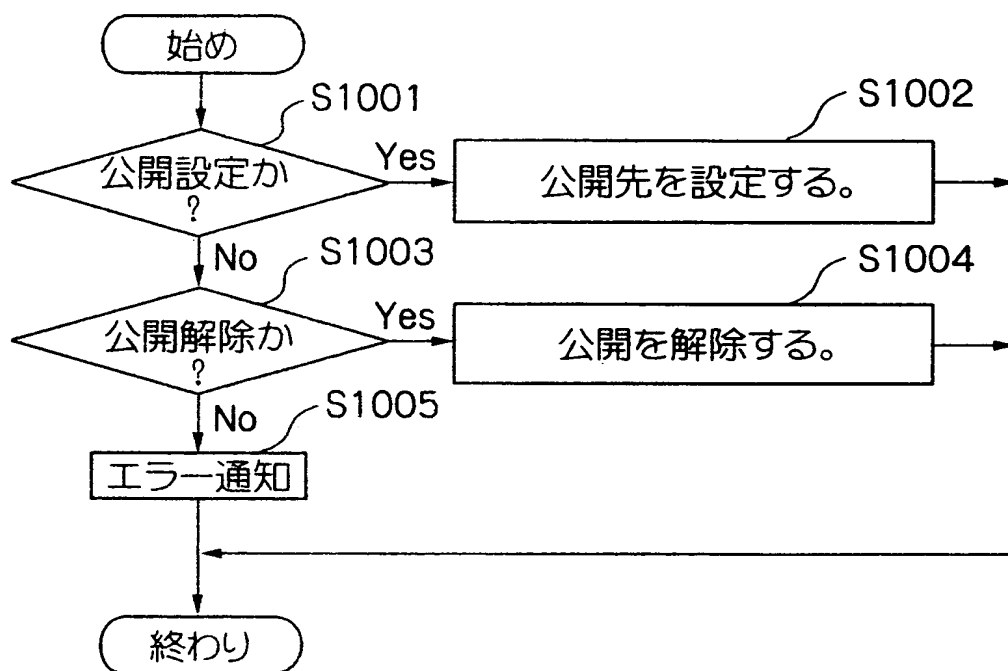 始め
S1001
S1002
公開設定か
?
Yes
公開先を設定する。
No
S1003
S1004
公開解除か
?
Yes
公開を解除する。
No
S1005
エラー通知
終わり